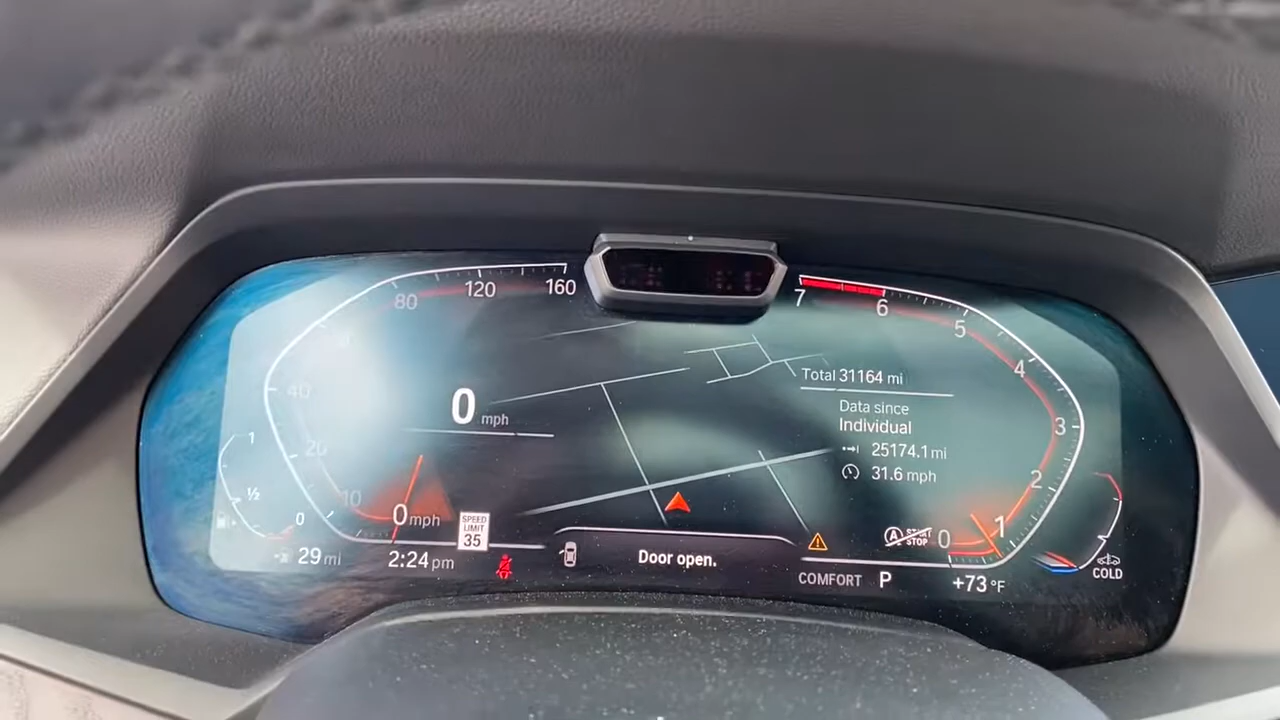 80
120
160
7
6
5
4
3
2
1
0
40
20
10
0 mph
0 mph
Total 31164 mi
Data since
Individual
25174.1 mi
31.6 mph
1
½
0
SPEED
LIMIT
35
A START
STOP
Door open.
29 mi
2:24 pm
COMFORT P
+73 °F
COLD